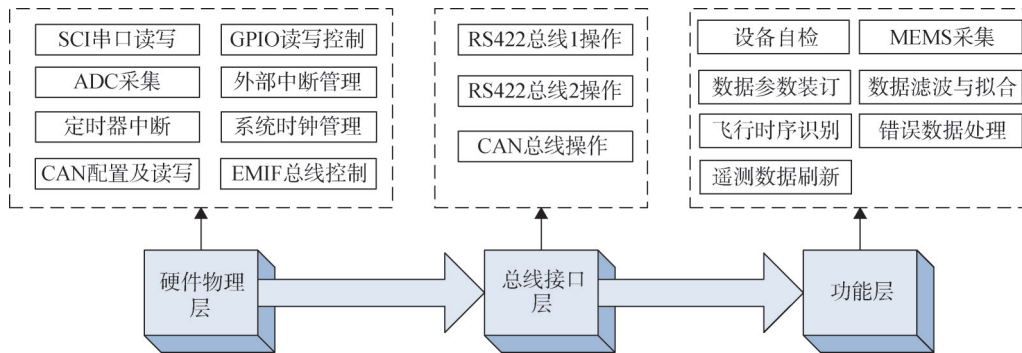 SCI串口读写
GPIO读写控制
ADC采集
外部中断管理
定时器中断
系统时钟管理
CAN配置及读写
EMIF总线控制
RS422总线1操作
RS422总线2操作
CAN总线操作
设备自检
MEMS采集
数据参数装订
数据滤波与拟合
飞行时序识别
错误数据处理
遥测数据刷新
硬件物理
层
总线接口
层
功能层